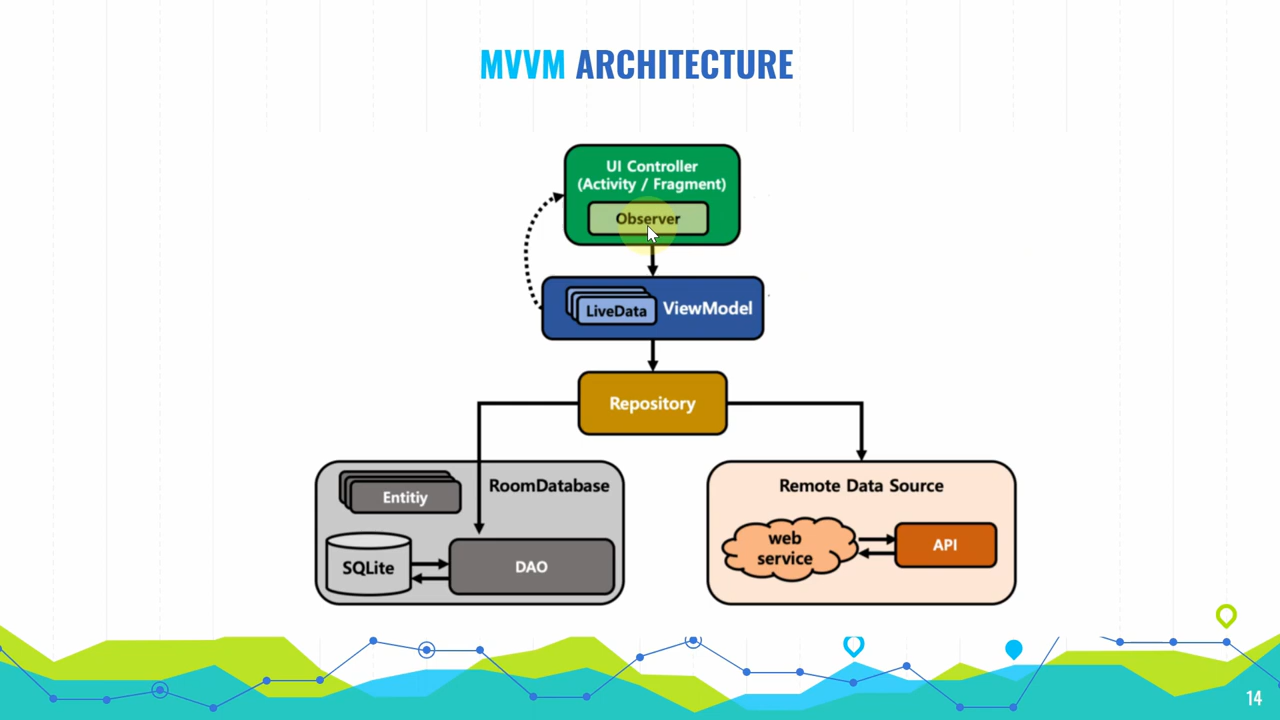 MVVM ARCHITECTURE
UI Controller
(Activity / Fragment)
Observer
LiveData
ViewModel
Repository
Entitiy
RoomDatabase
SQLite
DAO
Remote Data Source
web
service
API
14